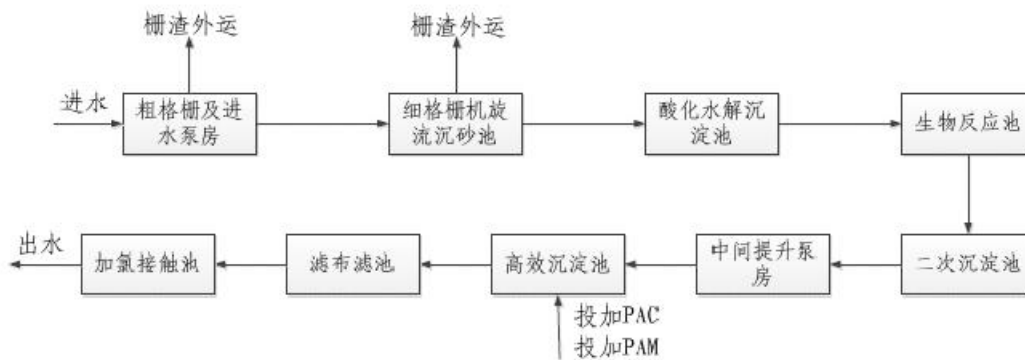 栅渣外运
栅渣外运
进水
粗格栅及进
水泵房
细格栅机旋
流沉砂池
酸化水解沉
淀池
生物反应池
出水
加氯接触池
滤布滤池
高效沉淀池
中间提升泵
房
二次沉淀池
投加PAC
投加PAM